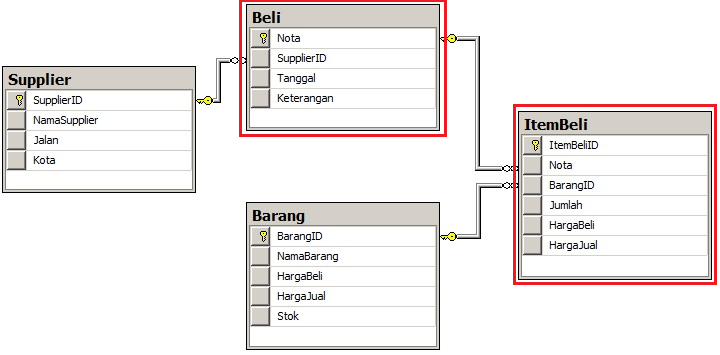 Supplier
SupplierID
NamaSupplier
Jalan
Kota
Beli
Nota
SupplierID
Tanggal
Keterangan
Barang
BarangID
NamaBarang
HargaBeli
HargaJual
Stok
ItemBeli
ItemBeliID
Nota
BarangID
Jumlah
HargaBeli
HargaJual